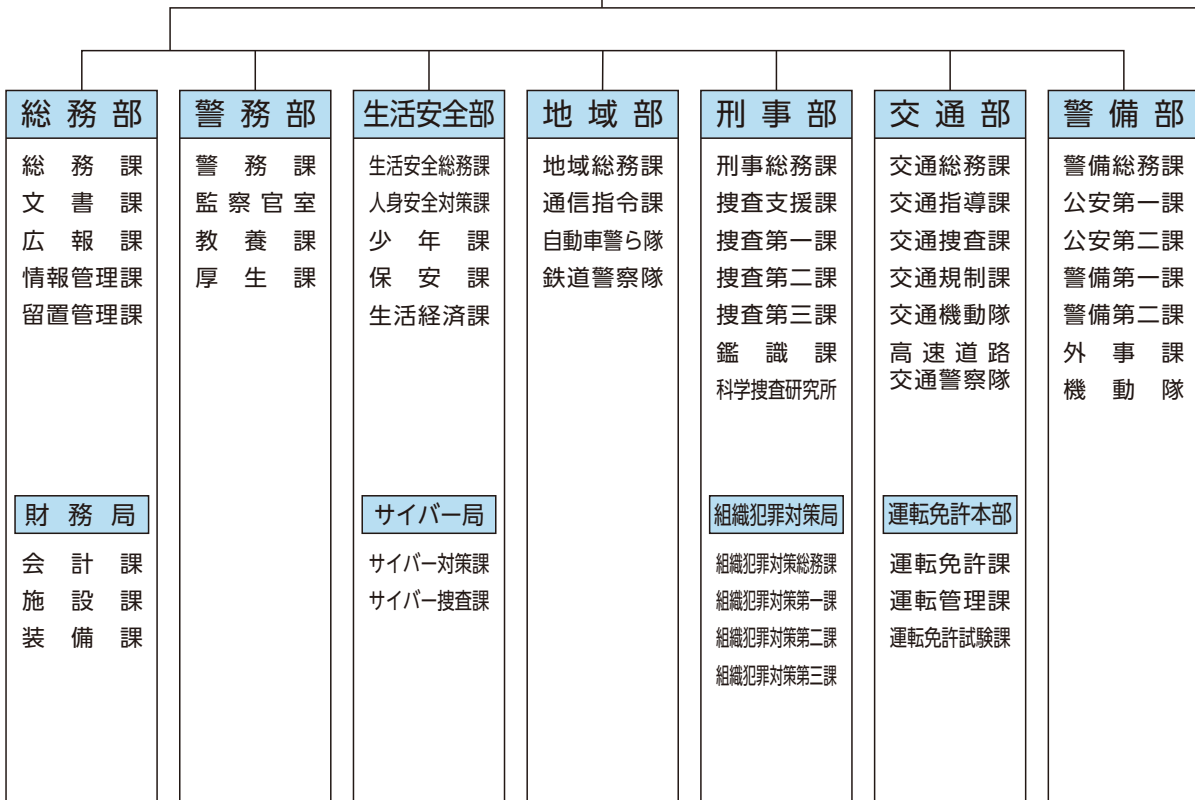 総務部
総務課
文書課
広報課
情報管理課
留置管理課
財務局
会計課
施設課
装備課
警務部
警務課
監察官室
教養課
厚生課
生活安全部
生活安全総務課
人身安全対策課
少年課
保安課
生活経済課
サイバー局
サイバー対策課
サイバー捜査課
地域部
地域総務課
通信指令課
自動車警ら隊
鉄道警察隊
刑事部
刑事総務課
捜査支援課
捜査第一課
捜査第二課
捜査第三課
鑑識課
科学捜査研究所
組織犯罪対策局
組織犯罪対策総務課
組織犯罪対策第一課
組織犯罪対策第二課
組織犯罪対策第三課
交通部
交通総務課
交通指導課
交通捜査課
交通規制課
交通機動隊
高速道路
交通警察隊
運転免許本部
運転免許課
運転管理課
運転免許試験課
警備部
警備総務課
公安第一課
公安第二課
警備第一課
警備第二課
外事課
機動隊